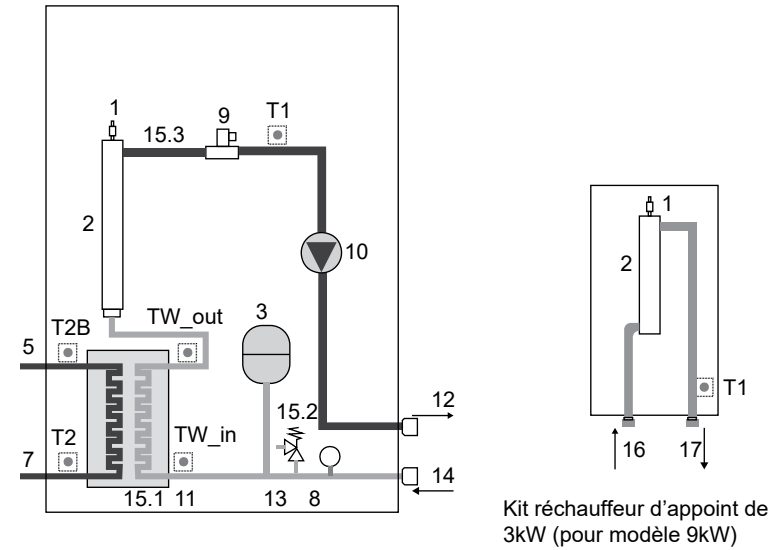 1
9
T1
15.3
2
10
T2B
TW_out
3
5
12
15.2
T2
TW_in
7
14
15.1
11
13
8
1
2
T1
16
17
Kit réchauffeur d'appoint de
3kW (pour modèle 9kW)